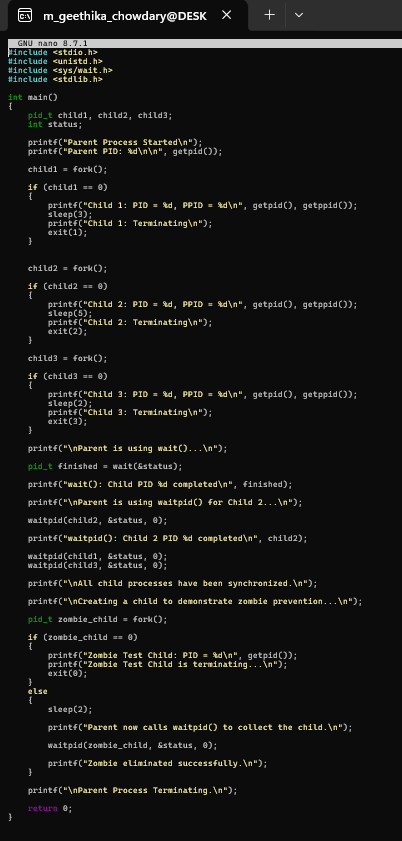 m_geethika_chowdary@DESK
GNU nano 8.7.1
#include <stdio.h>
#include <unistd.h>
#include <sys/wait.h>
#include <stdlib.h>

int main()
{
    pid_t child1, child2, child3;
    int status;

    printf("Parent Process Started\n");
    printf("Parent PID: %d\n\n", getpid());

    child1 = fork();

    if (child1 == 0)
    {
        printf("Child 1: PID = %d, PPID = %d\n", getpid(), getppid());
        sleep(3);
        printf("Child 1: Terminating\n");
        exit(1);
    }


    child2 = fork();

    if (child2 == 0)
    {
        printf("Child 2: PID = %d, PPID = %d\n", getpid(), getppid());
        sleep(5);
        printf("Child 2: Terminating\n");
        exit(2);
    }

    child3 = fork();

    if (child3 == 0)
    {
        printf("Child 3: PID = %d, PPID = %d\n", getpid(), getppid());
        sleep(2);
        printf("Child 3: Terminating\n");
        exit(3);
    }

    printf("\nParent is using wait()...\n");

    pid_t finished = wait(&status);

    printf("wait(): Child PID %d completed\n", finished);

    printf("\nParent is using waitpid() for Child 2...\n");

    waitpid(child2, &status, 0);

    printf("waitpid(): Child 2 PID %d completed\n", child2);

    waitpid(child1, &status, 0);
    waitpid(child3, &status, 0);

    printf("\nAll child processes have been synchronized.\n");

    printf("\nCreating a child to demonstrate zombie prevention...\n");

    pid_t zombie_child = fork();

    if (zombie_child == 0)
    {
        printf("Zombie Test Child: PID = %d\n", getpid());
        printf("Zombie Test Child is terminating...\n");
        exit(0);
    }
    else
    {
        sleep(2);

        printf("Parent now calls waitpid() to collect the child.\n");

        waitpid(zombie_child, &status, 0);

        printf("Zombie eliminated successfully.\n");
    }

    printf("\nParent Process Terminating.\n");

    return 0;
}